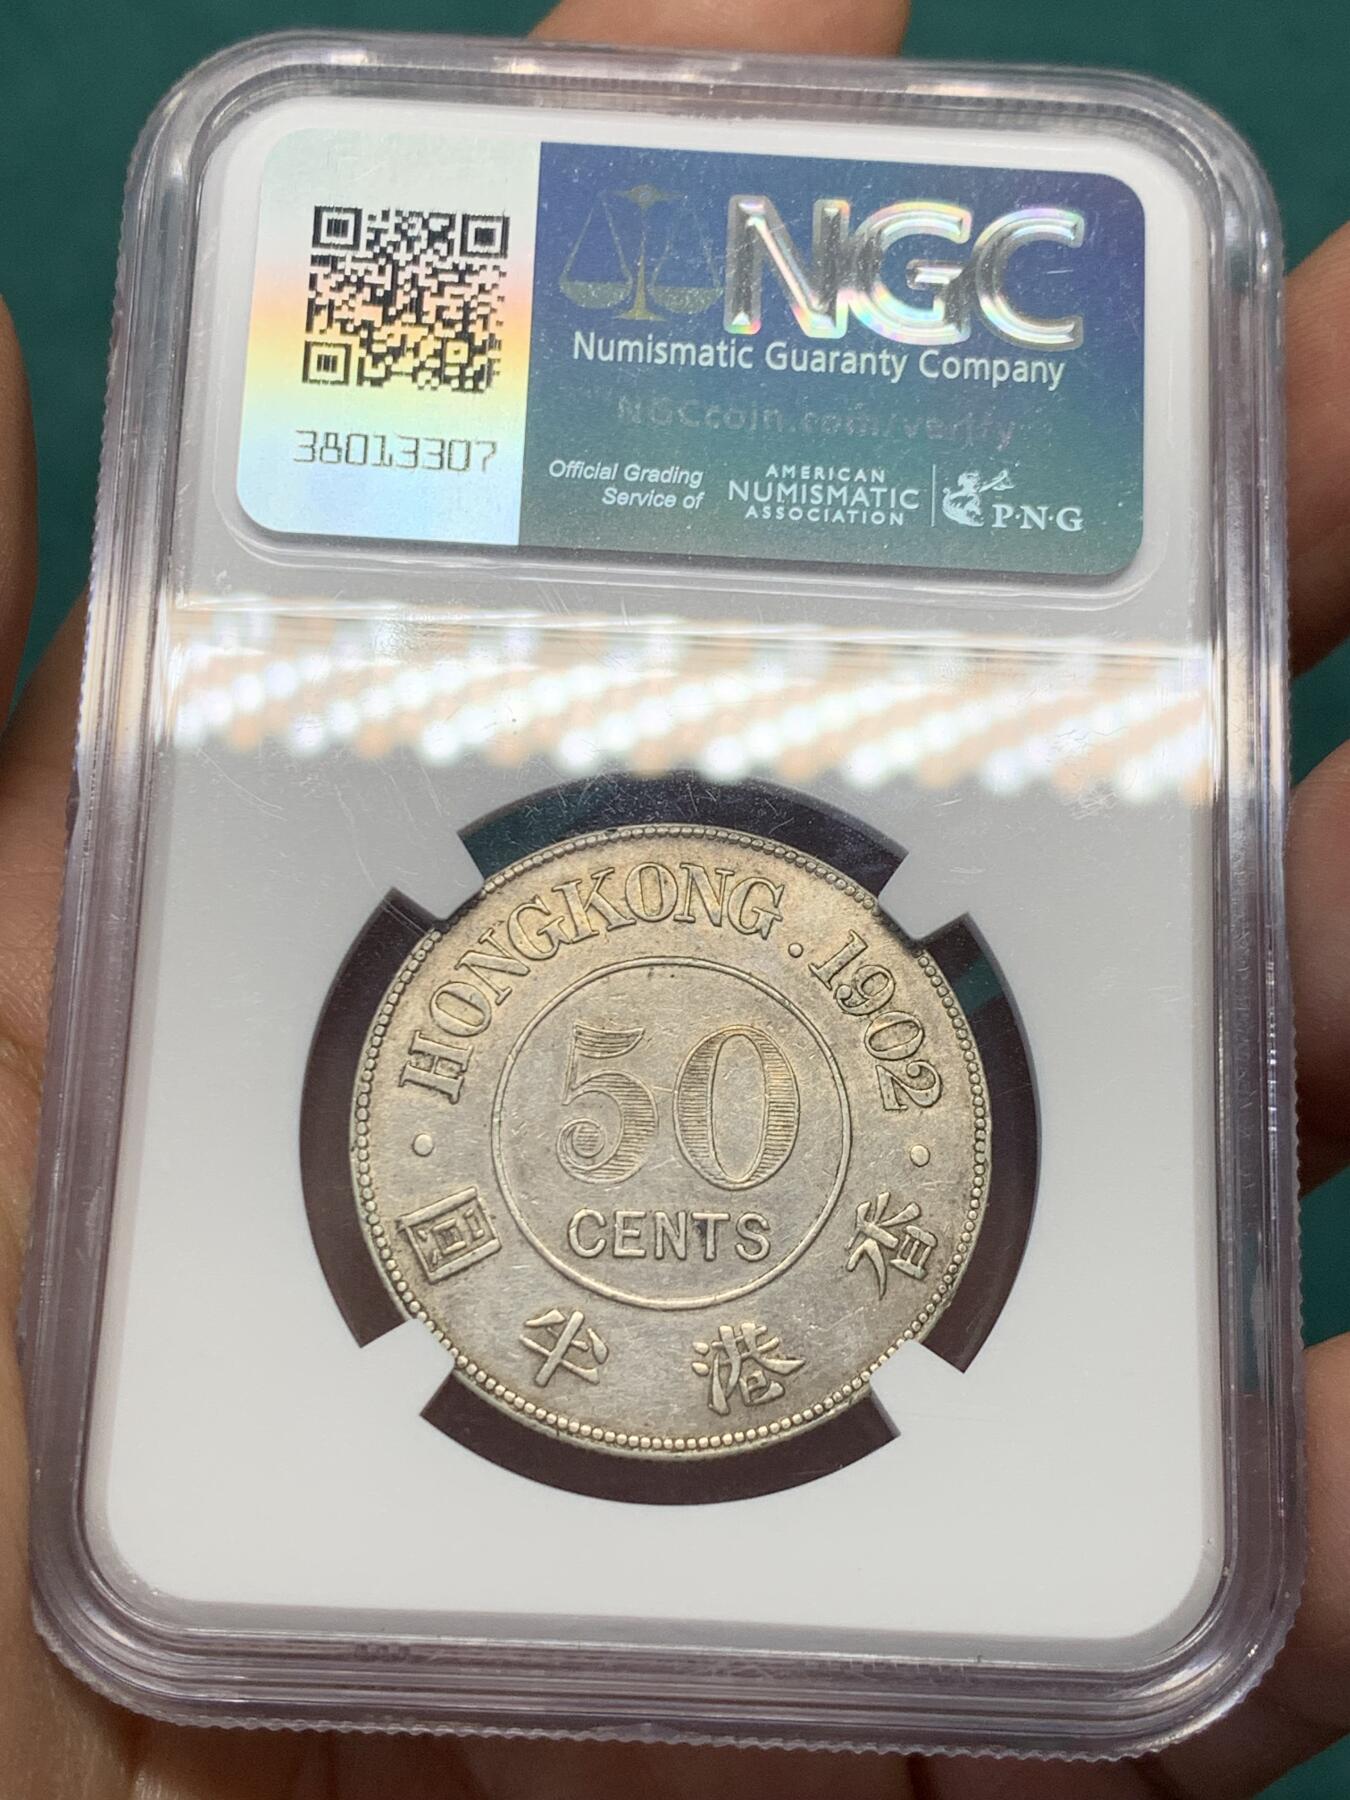 NGC
Numismatic Guaranty Company
NGCcoin.com/verify
38013307
Official Grading
Service of
AMERICAN
NUMISMATIC
ASSOCIATION
P·N·G
HONGKONG · 1902 ·
50
CENTS
香港半圓